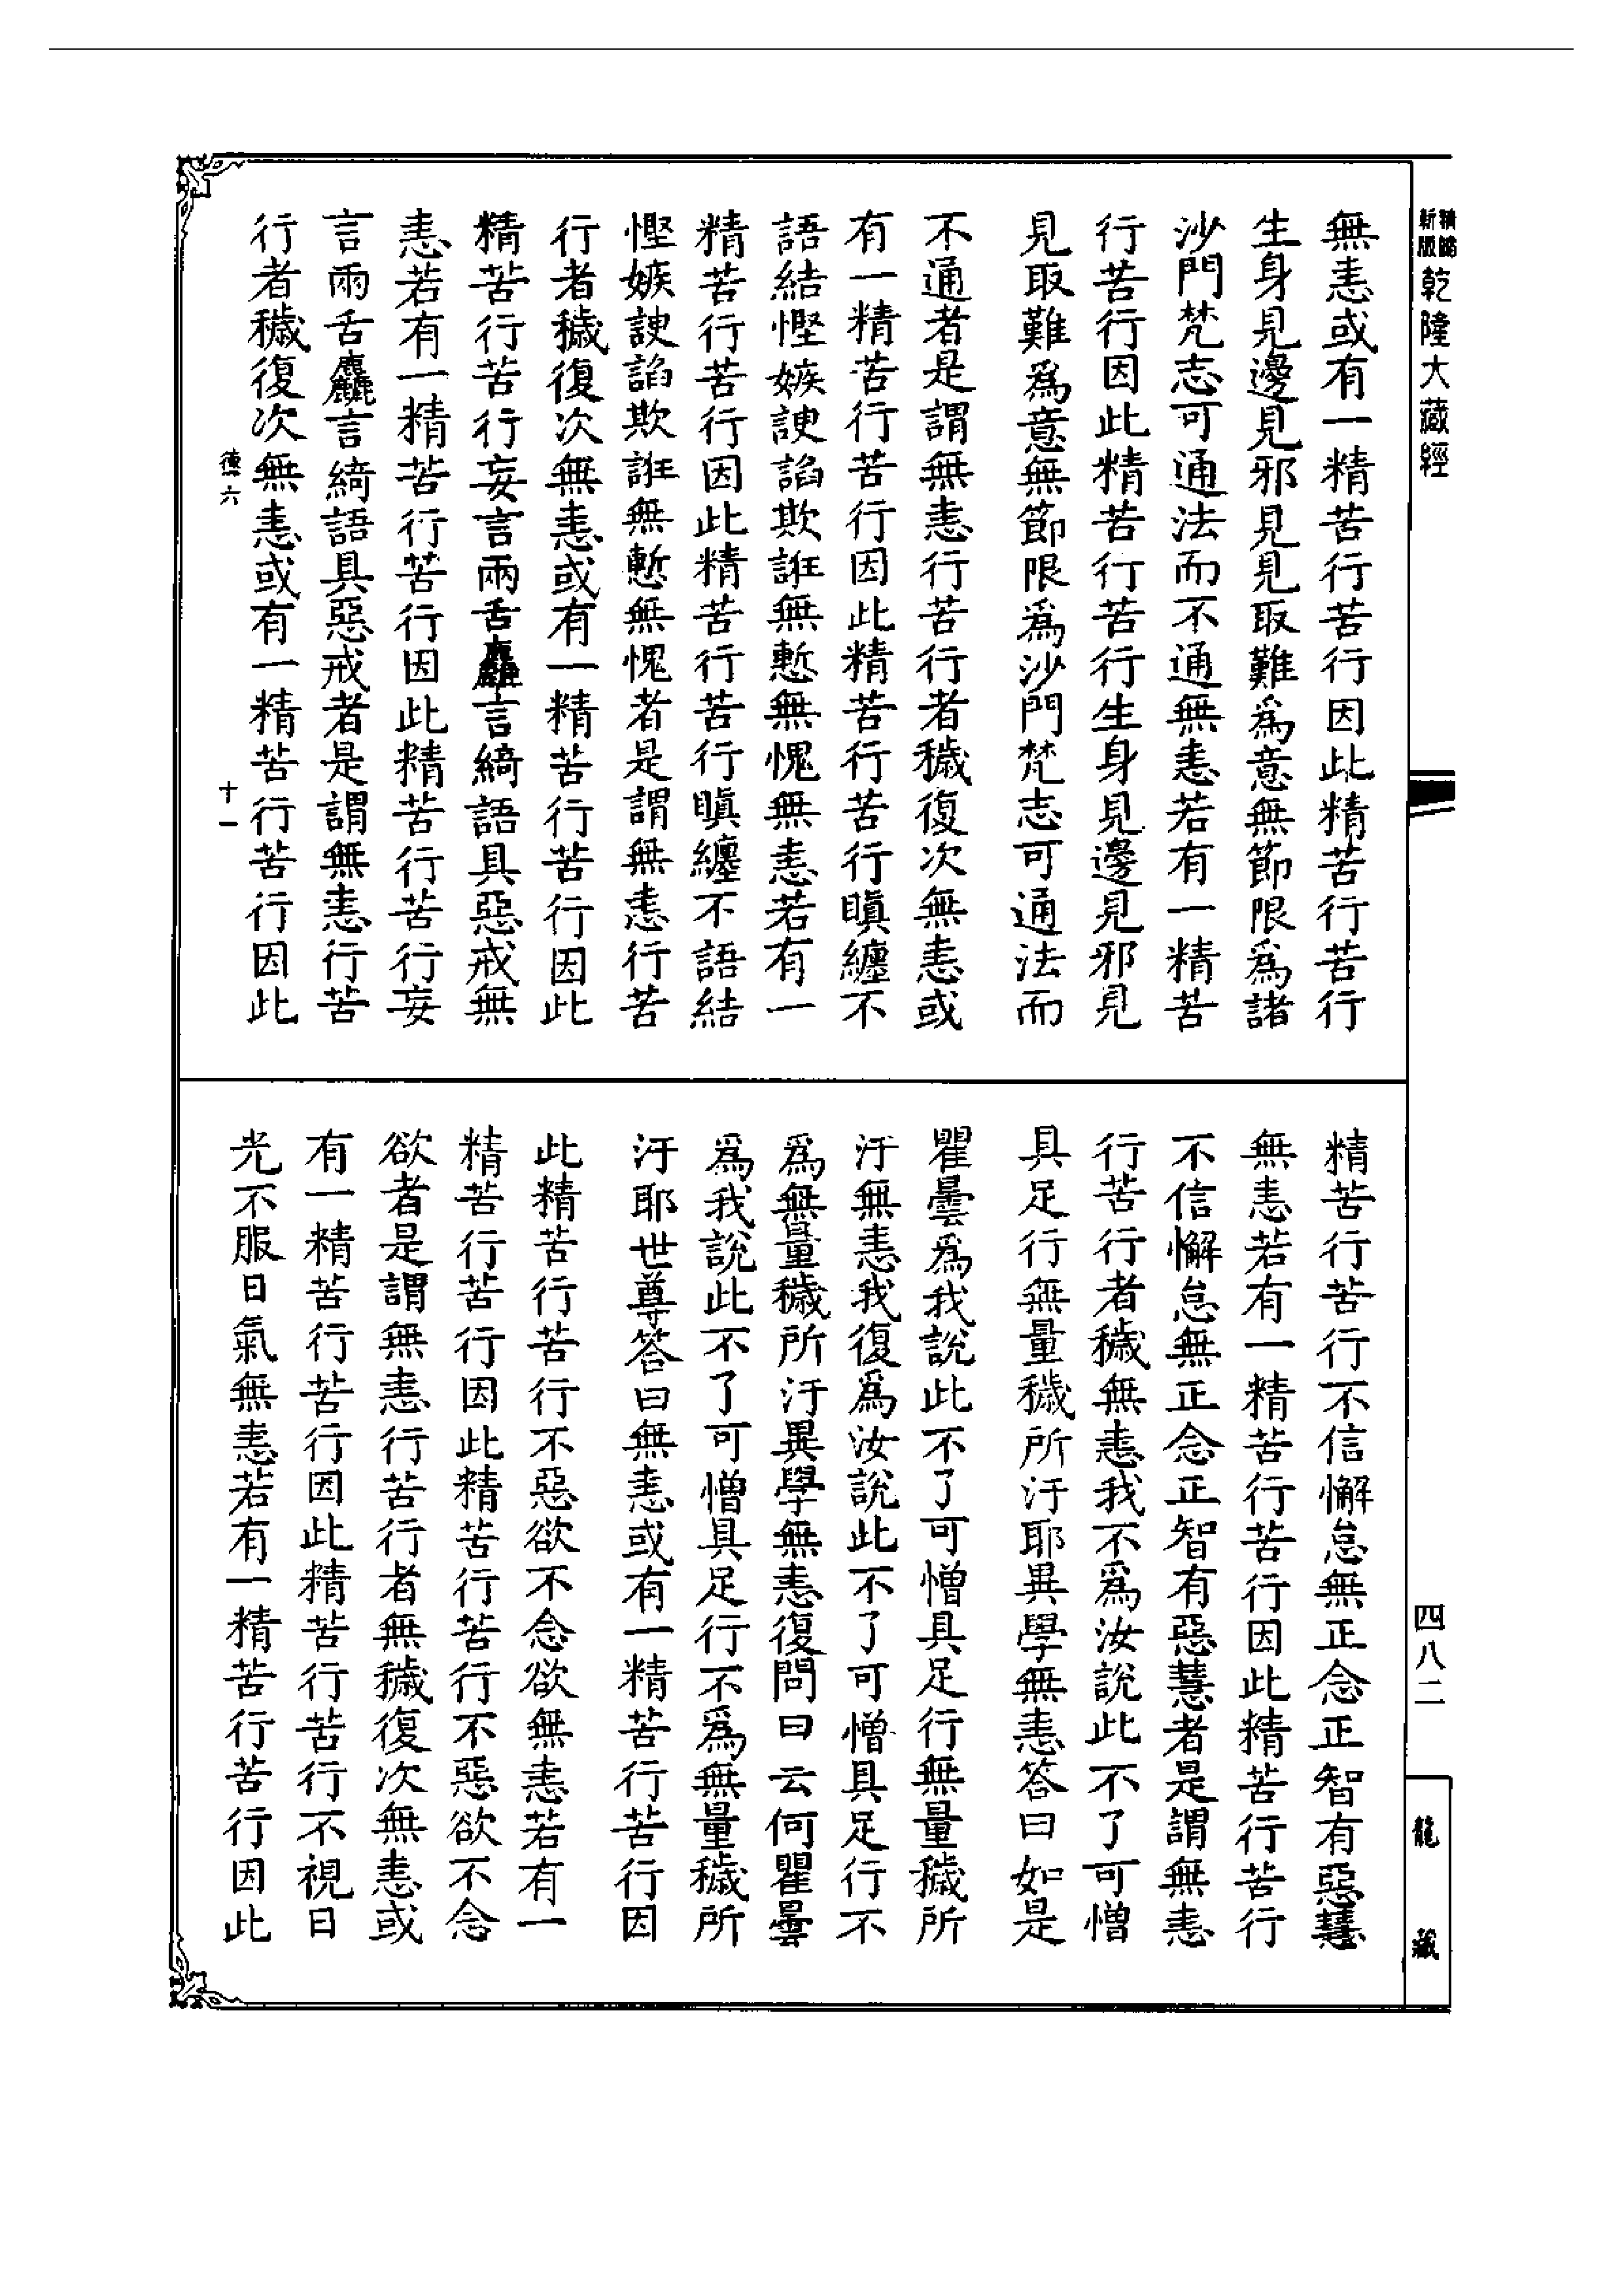 精縮新版乾隆大藏經
無恚或有一精苦行苦行因此精苦行苦行
生身見邊見邪見見取難爲意無節限爲諸
沙門梵志可通法而不通無恚若有一精苦
行苦行因此精苦行苦行生身見邊見邪見
見取難爲意無節限爲沙門梵志可通法而
不通者是謂無恚行苦行者穢復次無恚或
有一精苦行苦行因此精苦行苦行瞋纏不
語結慳嫉諛諂欺誑無慙無愧無恚若有一
精苦行苦行因此精苦行苦行瞋纏不語結
慳嫉諛諂欺誑無慙無愧者是謂無恚行苦
行者穢復次無恚或有一精苦行苦行因此
精苦行苦行妄言兩舌麤言綺語具惡戒無
恚若有一精苦行苦行因此精苦行苦行妄
言兩舌麤言綺語具惡戒者是謂無恚行苦
行者穢復次無恚或有一精苦行苦行因此
德六 十一
精苦行苦行不信懈怠無正念正智有惡慧
無恚若有一精苦行苦行因此精苦行苦行
不信懈怠無正念正智有惡慧者是謂無恚
行苦行者穢無恚我不爲汝說此不了可憎
具足行無量穢所汙耶異學無恚答曰如是
瞿曇爲我說此不了可憎具足行無量穢所
汙無恚我復爲汝說此不了可憎具足行不
爲無量穢所汙異學無恚復問曰云何瞿曇
爲我說此不了可憎具足行不爲無量穢所
汙耶世尊答曰無恚或有一精苦行苦行因
此精苦行苦行不惡欲不念欲無恚若有一
精苦行苦行因此精苦行苦行不惡欲不念
欲者是謂無恚行苦行者無穢復次無恚或
有一精苦行苦行因此精苦行苦行不視日
光不服日氣無恚若有一精苦行苦行因此
四八二
龍藏